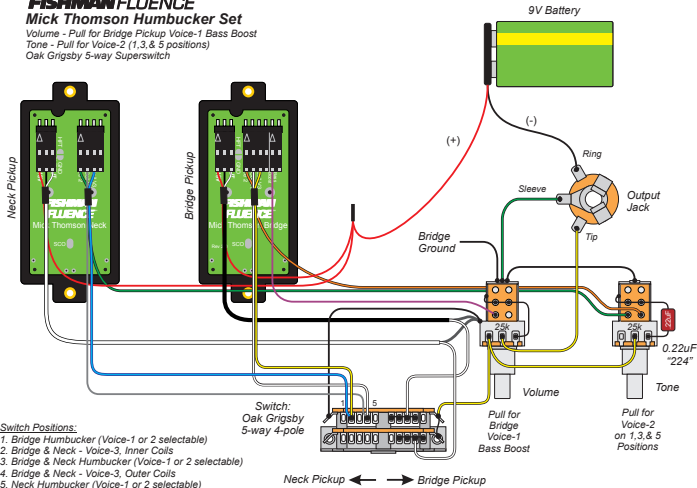 FISHMAN FLUENCE
Mick Thomson Humbucker Set
Volume - Pull for Bridge Pickup Voice-1 Bass Boost
Tone - Pull for Voice-2 (1,3,& 5 positions)
Oak Grigsby 5-way Superswitch
9V Battery
(+)
(-)
Ring
Sleeve
Output
Jack
Tip
Neck Pickup
FISHMAN
FLUENCE
Mick Thomson Neck
SCO
Bridge Pickup
FISHMAN
FLUENCE
Mick Thomson Bridge
SCO
Bridge
Ground
25k
25k
.22uF
0.22uF
"224"
Volume
Tone
Pull for
Bridge
Voice-1
Bass Boost
Pull for
Voice-2
on 1,3,& 5
Positions
Switch:
Oak Grigsby
5-way 4-pole
1
5
Neck Pickup
Bridge Pickup
Switch Positions:
1. Bridge Humbucker (Voice-1 or 2 selectable)
2. Bridge & Neck - Voice-3, Inner Coils
3. Bridge & Neck Humbucker (Voice-1 or 2 selectable)
4. Bridge & Neck - Voice-3, Outer Coils
5. Neck Humbucker (Voice-1 or 2 selectable)